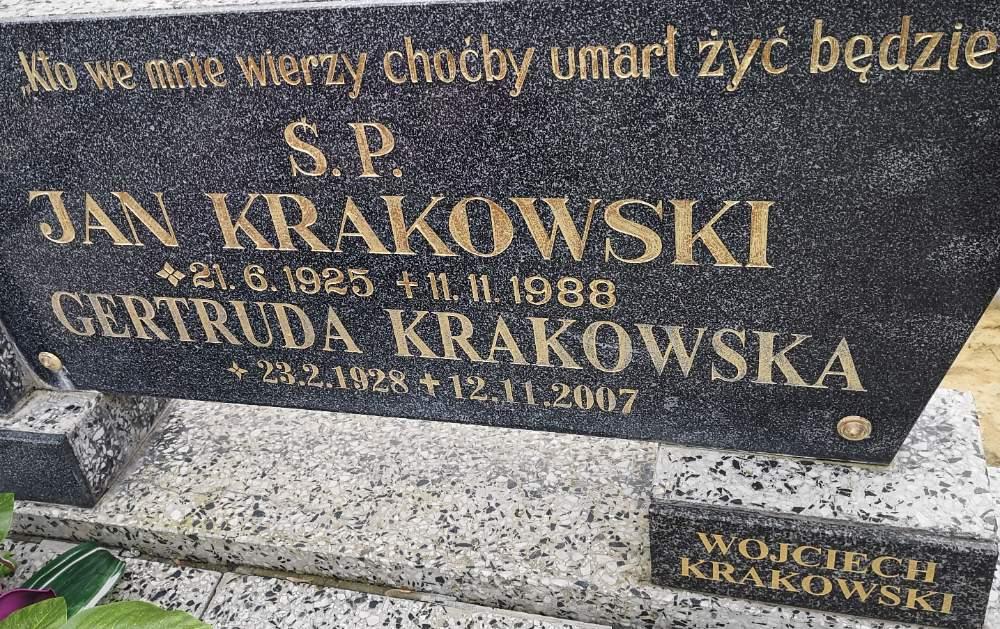 „Kto we mnie wierzy choćby umarł żyć będzie
Ś.P.
JAN KRAKOWSKI
21.6.1925 +11.11.1988
GERTRUDA KRAKOWSKA
23.2.1928 +12.11.2007
WOJCIECH
KRAKOWSKI